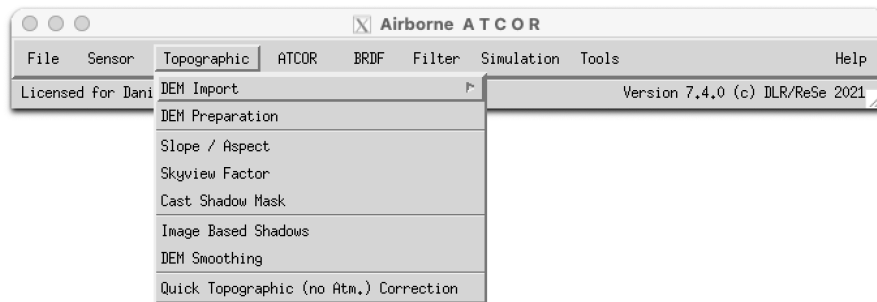 Airborne A T C O R
File Sensor Topographic ATCOR BRDF Filter Simulation Tools Help
Licensed for Dani Version 7.4.0 (c) DLR/ReSe 2021
DEM Import
DEM Preparation
Slope / Aspect
Skyview Factor
Cast Shadow Mask
Image Based Shadows
DEM Smoothing
Quick Topographic (no Atm.) Correction